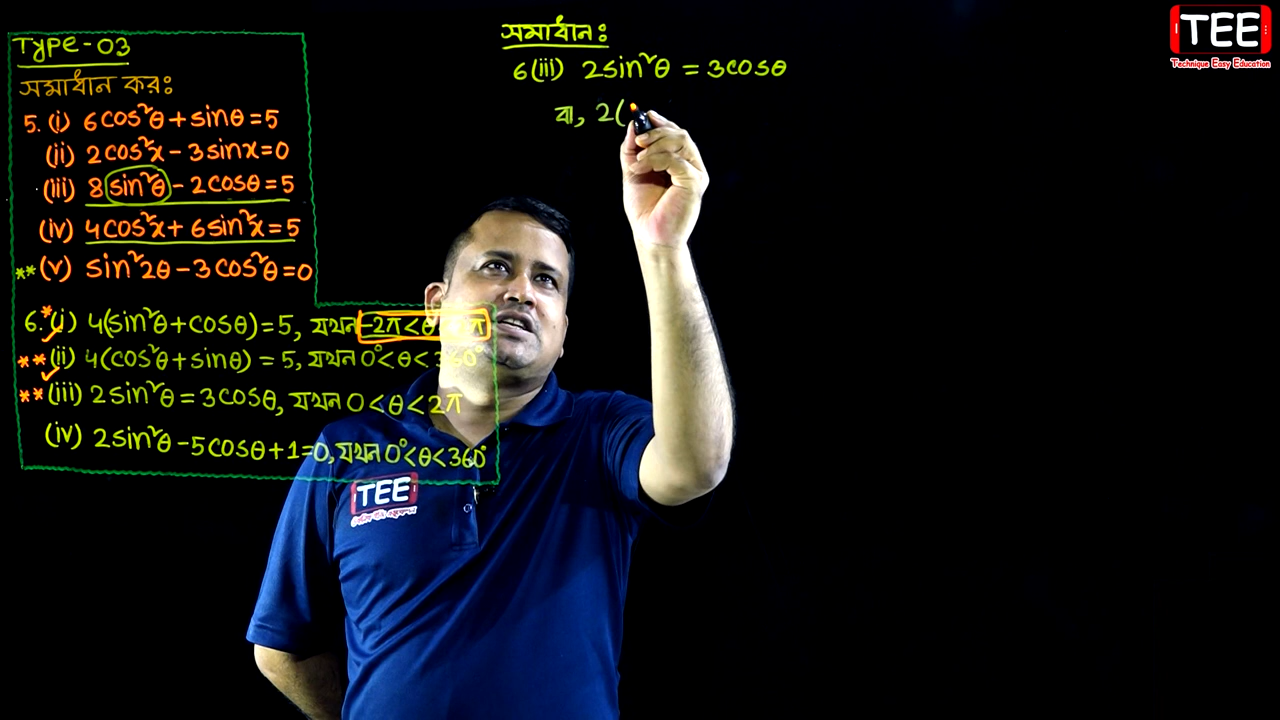 TYPE-03
সমাধান করঃ
5. (i) 6cos²θ + sinθ = 5
(ii) 2cos²x - 3sinx = 0
(iii) 8 sin²θ - 2cosθ = 5
(iv) 4cos²x + 6sin²x = 5
** (v) sin²2θ - 3cos²θ = 0
6.* (i) 4(sin²θ + cosθ) = 5, যখন -2π < θ < 2π
** (ii) 4(cos²θ + sinθ) = 5, যখন 0° < θ < 360°
** (iii) 2sin²θ = 3cosθ, যখন 0 < θ < 2π
(iv) 2sin²θ - 5cosθ + 1 = 0, যখন 0° < θ < 360°
সমাধানঃ
6(iii) 2sin²θ = 3cosθ
বা, 2(
TEE
Technique Easy Education
TEE